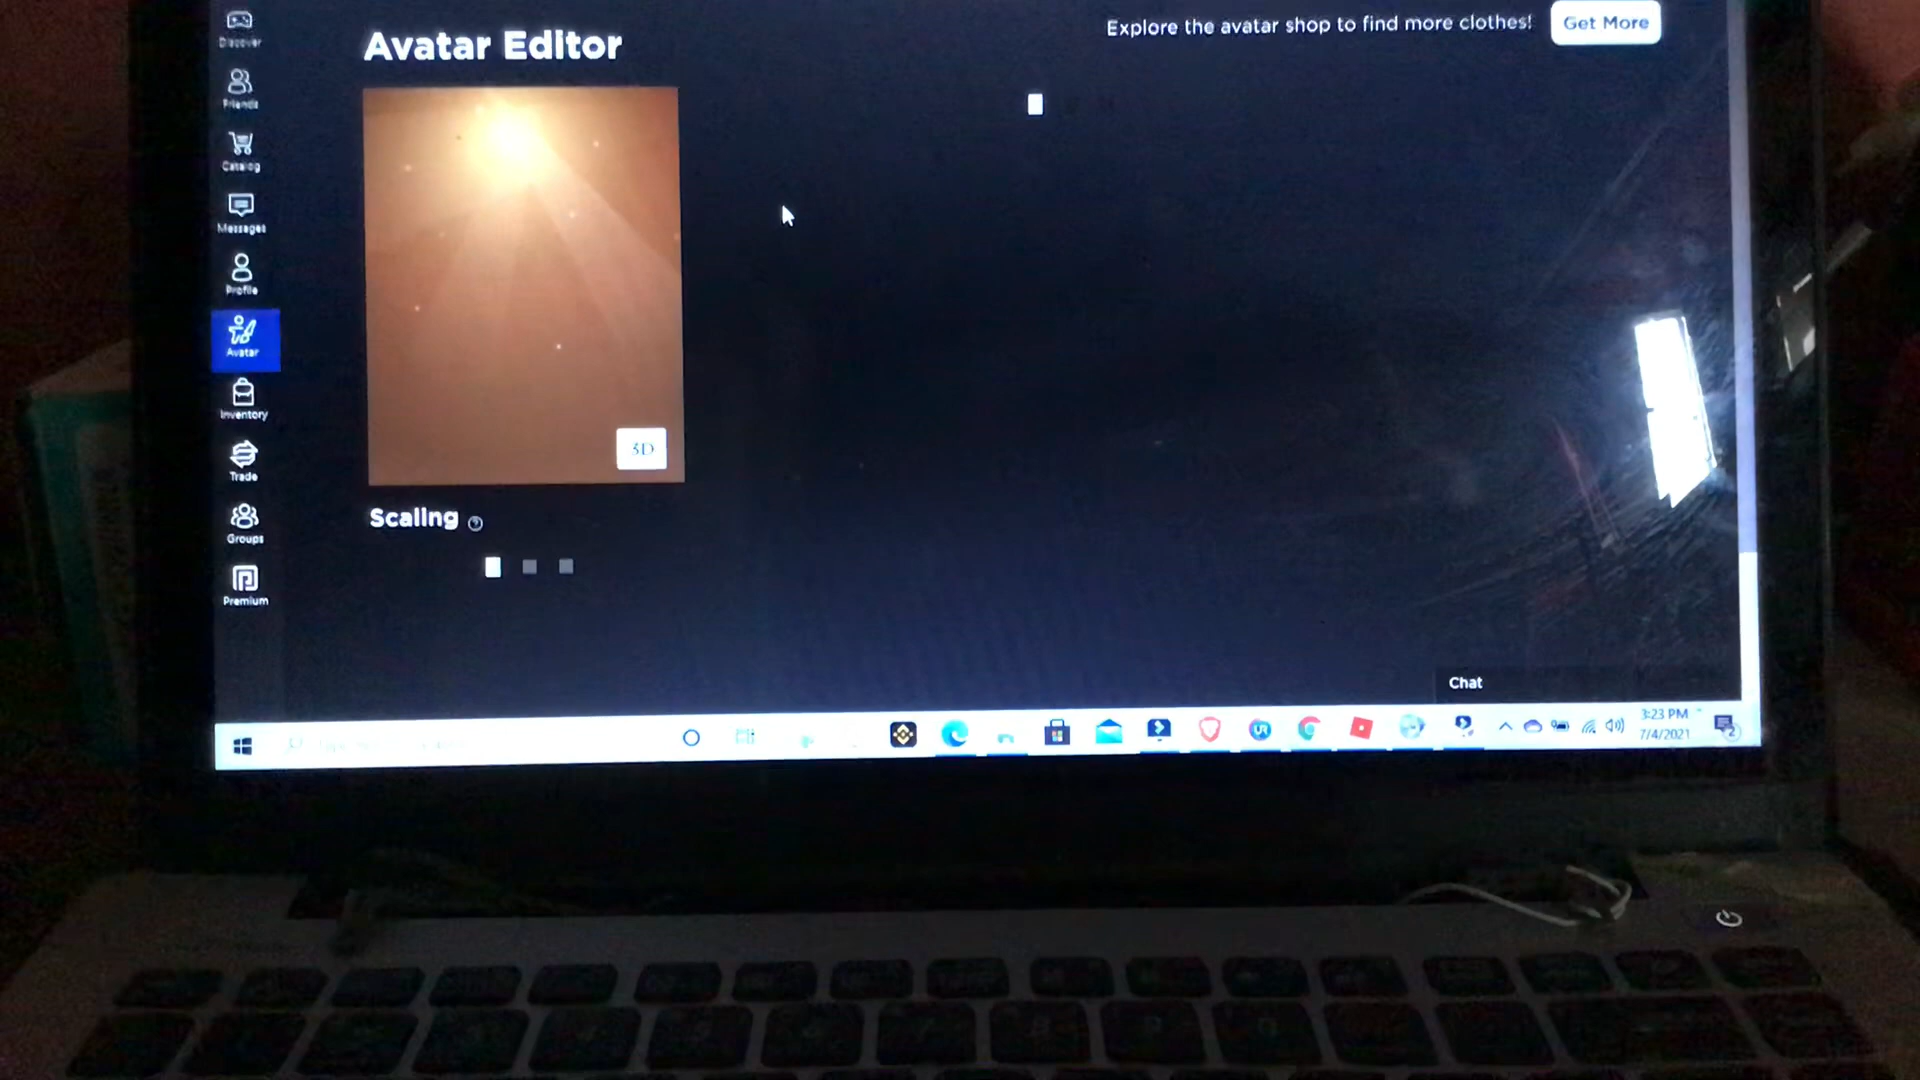 Avatar Editor
Explore the avatar shop to find more clothes!
Get More
Discover
Friends
Catalog
Messages
Profile
Avatar
Inventory
Trade
Groups
Premium
3D
Scaling
Chat
3:23 PM
7/4/2021
2